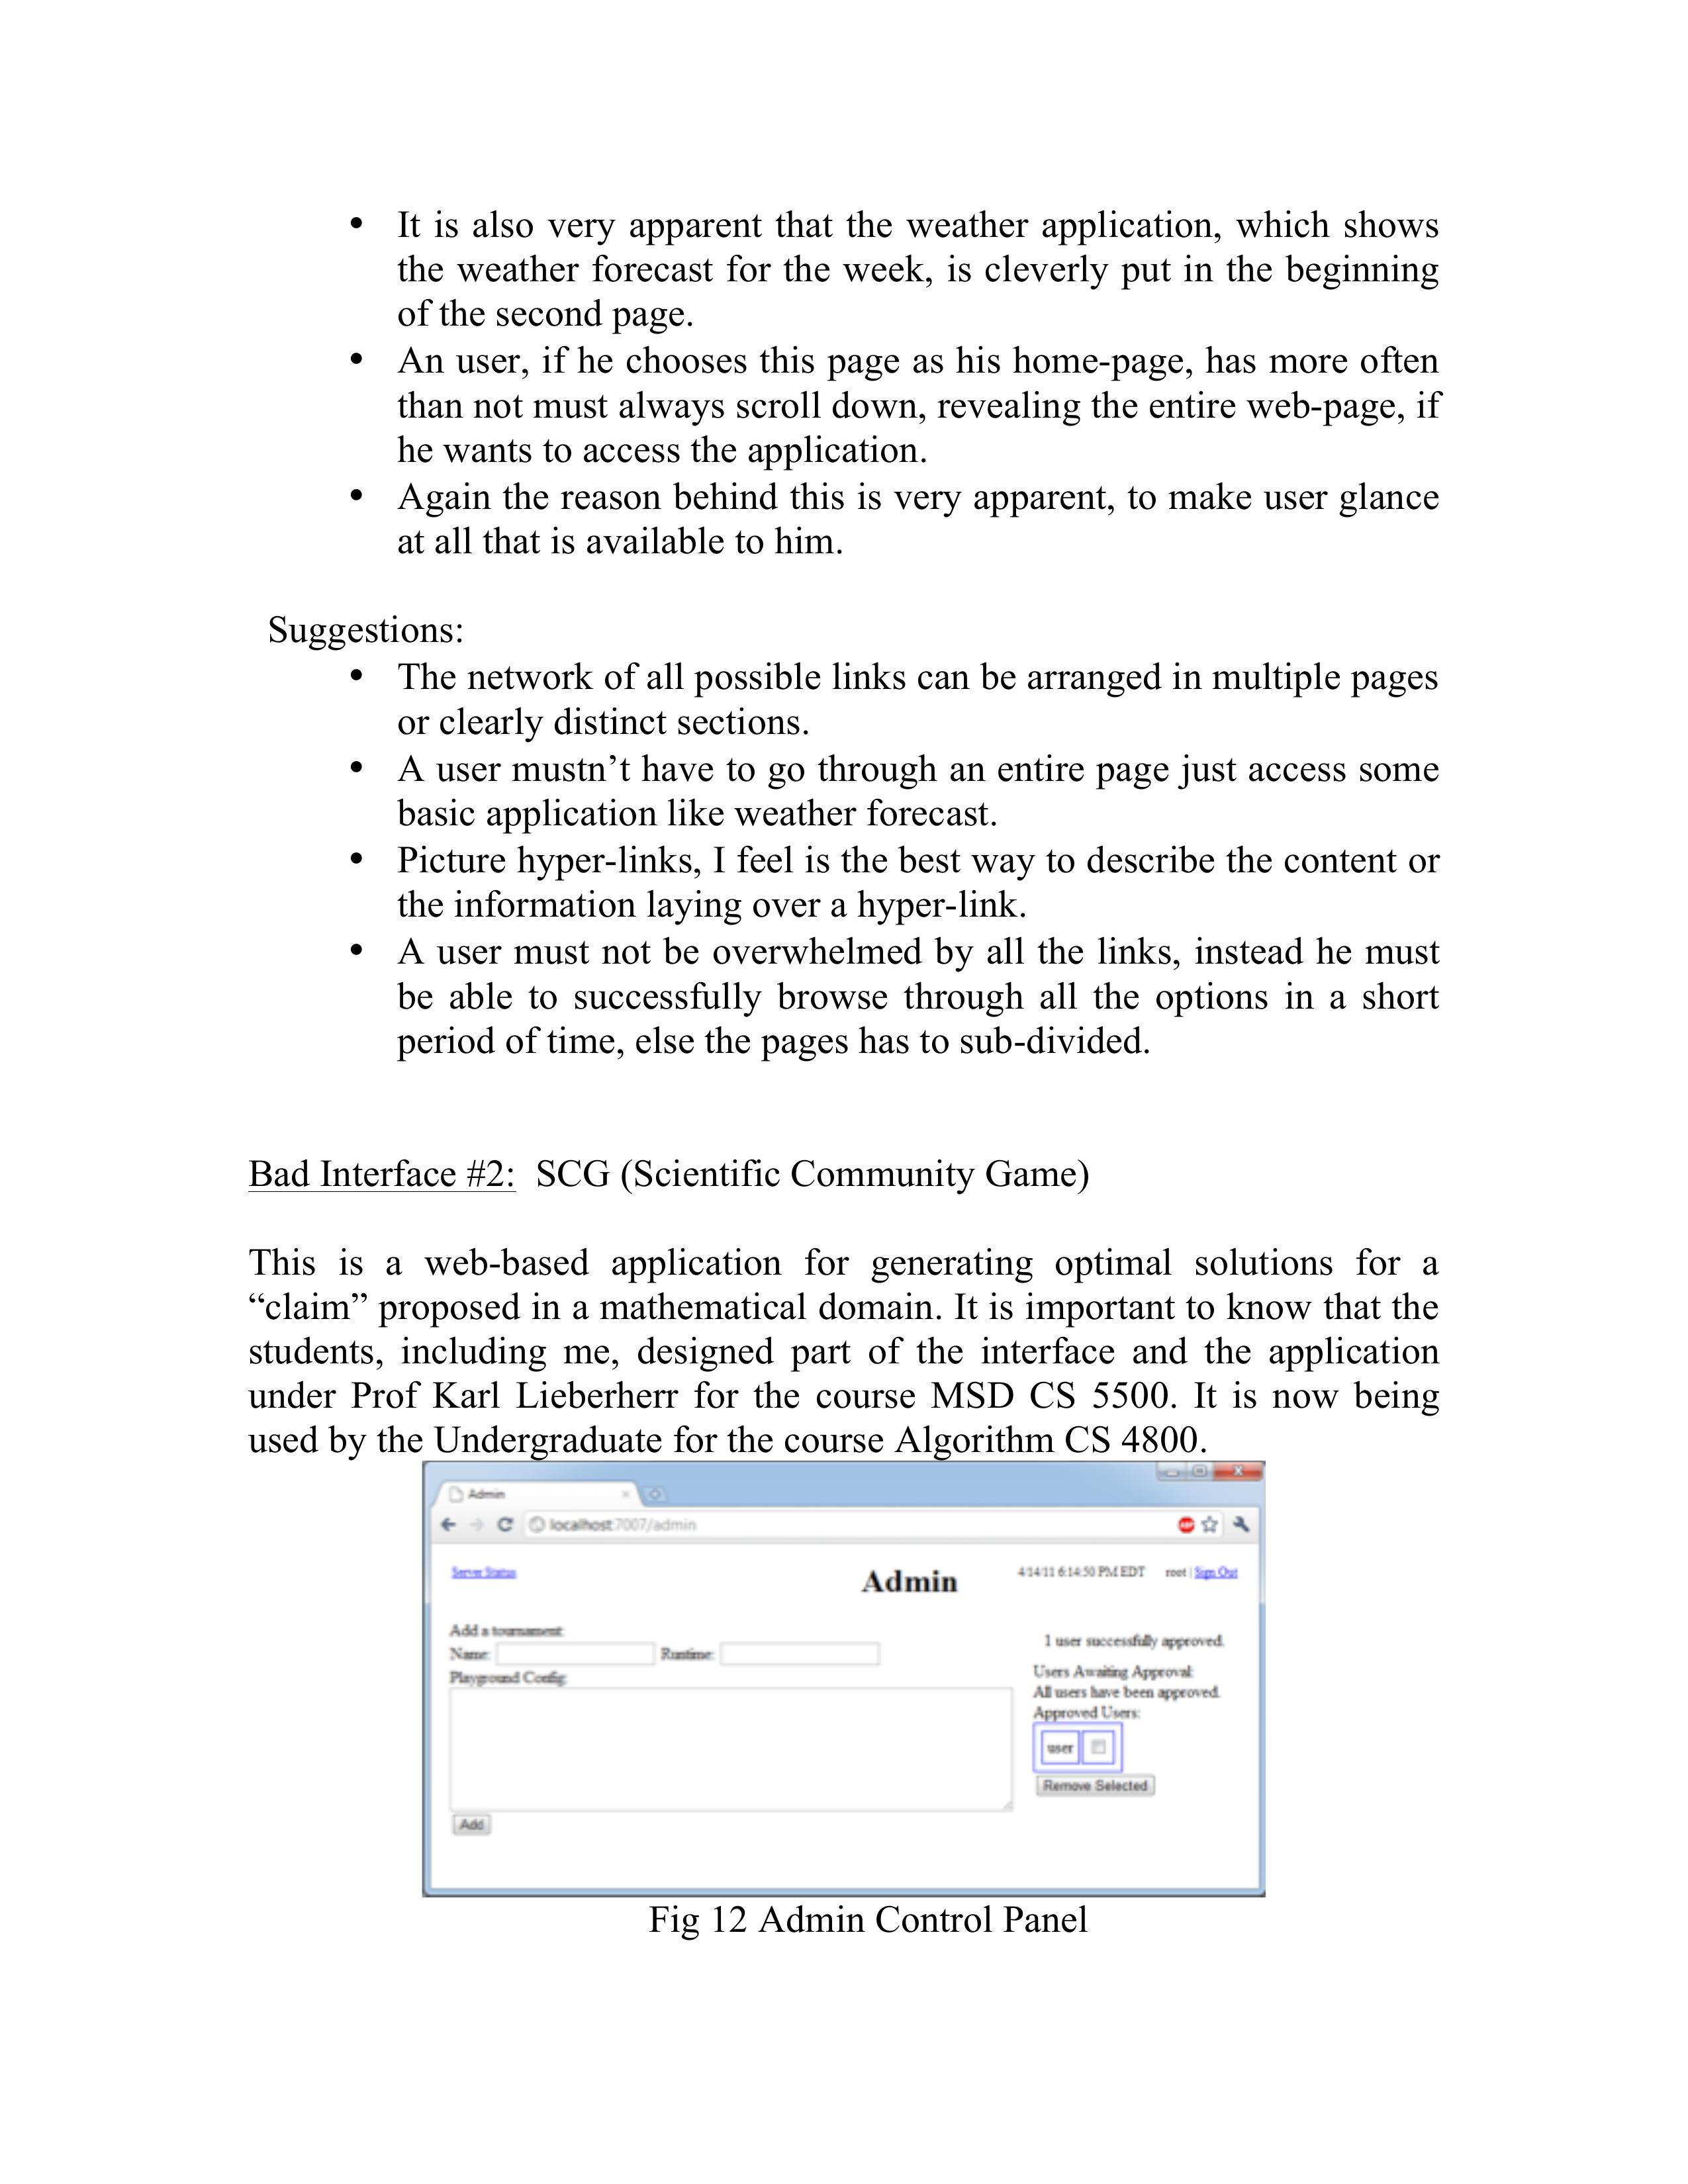 • It is also very apparent that the weather application, which shows
the weather forecast for the week, is cleverly put in the beginning
of the second page.
• An user, if he chooses this page as his home-page, has more often
than not must always scroll down, revealing the entire web-page, if
he wants to access the application.
• Again the reason behind this is very apparent, to make user glance
at all that is available to him.
Suggestions:
• The network of all possible links can be arranged in multiple pages
or clearly distinct sections.
• A user mustn’t have to go through an entire page just access some
basic application like weather forecast.
• Picture hyper-links, I feel is the best way to describe the content or
the information laying over a hyper-link.
• A user must not be overwhelmed by all the links, instead he must
be able to successfully browse through all the options in a short
period of time, else the pages has to sub-divided.
Bad Interface #2: SCG (Scientific Community Game)
This is a web-based application for generating optimal solutions for a
“claim” proposed in a mathematical domain. It is important to know that the
students, including me, designed part of the interface and the application
under Prof Karl Lieberherr for the course MSD CS 5500. It is now being
used by the Undergraduate for the course Algorithm CS 4800.
Admin
localhost:7007/admin
Server Status
Admin
4/14/11 6:14:50 PM EDT root | Sign Out
Add a tournament:
Name: Runtime:
Playground Config:
Add
1 user successfully approved.
Users Awaiting Approval:
All users have been approved.
Approved Users:
user
Remove Selected
Fig 12 Admin Control Panel